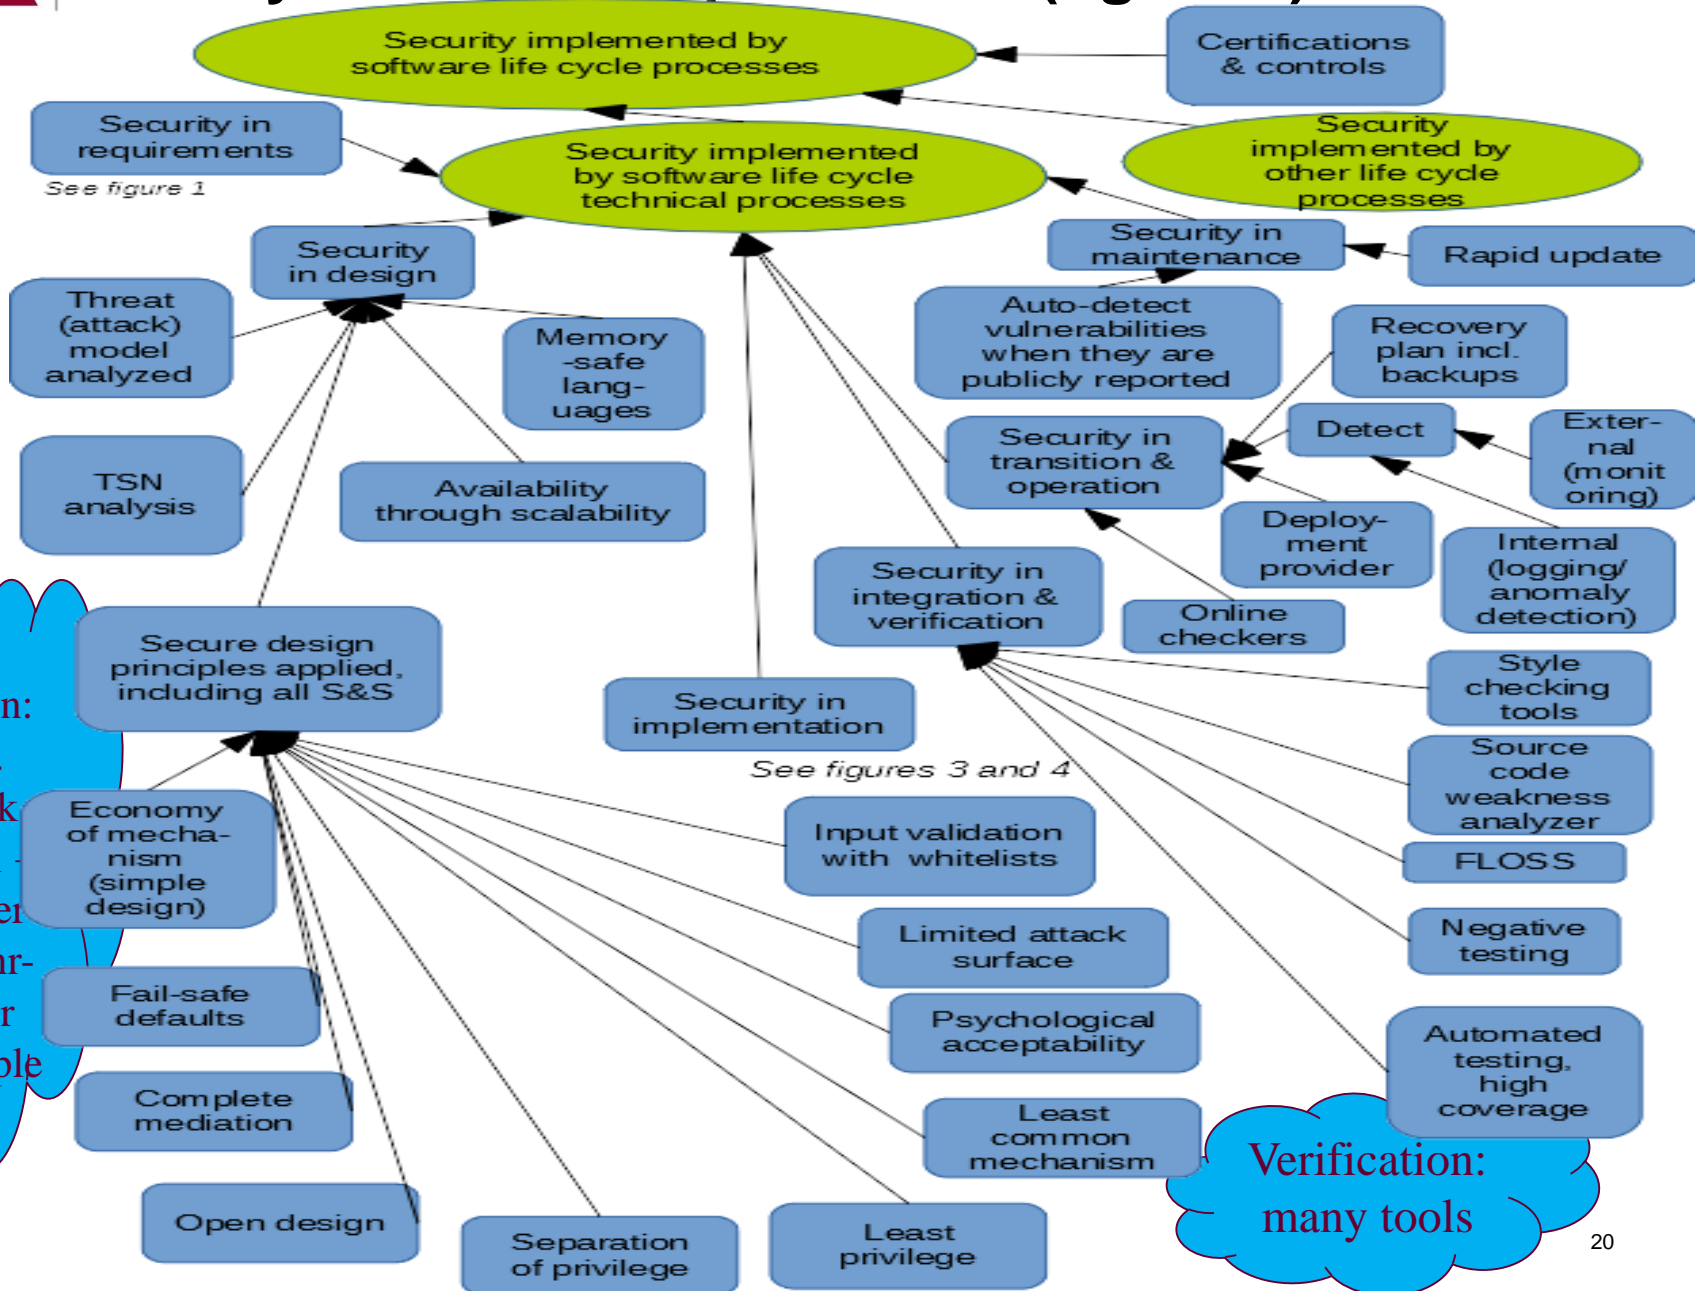 Security implemented by
software life cycle processes
Certifications
& controls
Security in
requirements
See figure 1
Security implemented
by software life cycle
technical processes
Security
implemented by
other life cycle
processes
Security
in design
Security in
maintenance
Rapid update
Threat
(attack)
model
analyzed
Memory
-safe
lang-
uages
Auto-detect
vulnerabilities
when they are
publicly reported
Recovery
plan incl.
backups
TSN
analysis
Availability
through scalability
Security in
transition &
operation
Detect
Exter-
nal
(monit
oring)
Deploy-
ment
provider
Internal
(logging/
anomaly
detection)
Security in
integration &
verification
Online
checkers
Secure design
principles applied,
including all S&S
Security in
implementation
See figures 3 and 4
Style
checking
tools
Source
code
weakness
analyzer
FLOSS
Negative
testing
Automated
testing,
high
coverage
Economy
of mecha-
nism
(simple
design)
Input validation
with whitelists
Limited attack
surface
Fail-safe
defaults
Psychological
acceptability
Complete
mediation
Least
common
mechanism
Open design
Separation
of privilege
Least
privilege
Verification:
many tools
20